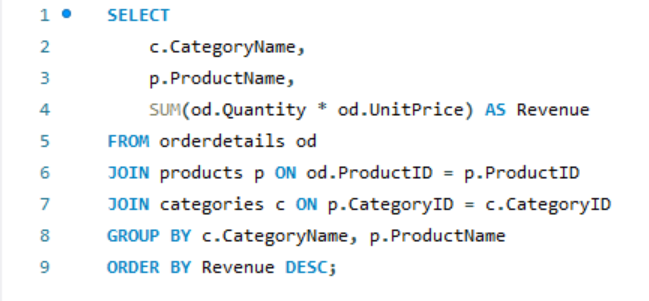 1 SELECT
2 c.CategoryName,
3 p.ProductName,
4 SUM(od.Quantity * od.UnitPrice) AS Revenue
5 FROM orderdetails od
6 JOIN products p ON od.ProductID = p.ProductID
7 JOIN categories c ON p.CategoryID = c.CategoryID
8 GROUP BY c.CategoryName, p.ProductName
9 ORDER BY Revenue DESC;